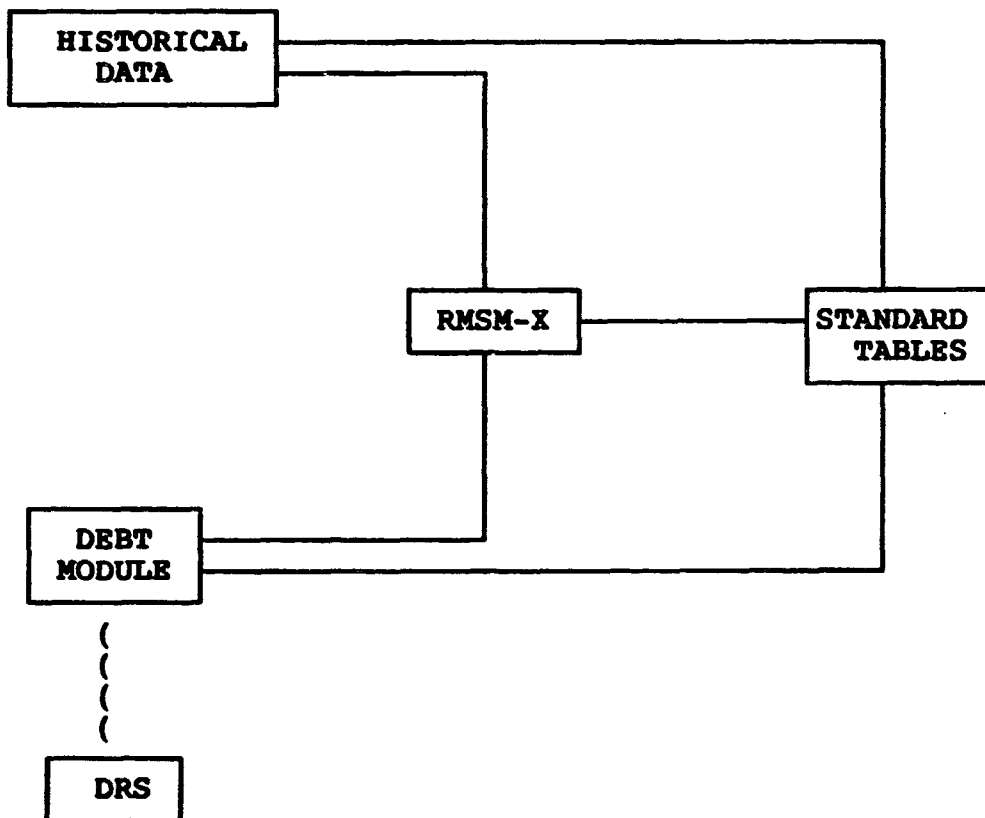 HISTORICAL
DATA
RMSM-X
STANDARD
TABLES
DEBT
MODULE
(
(
(
(
DRS